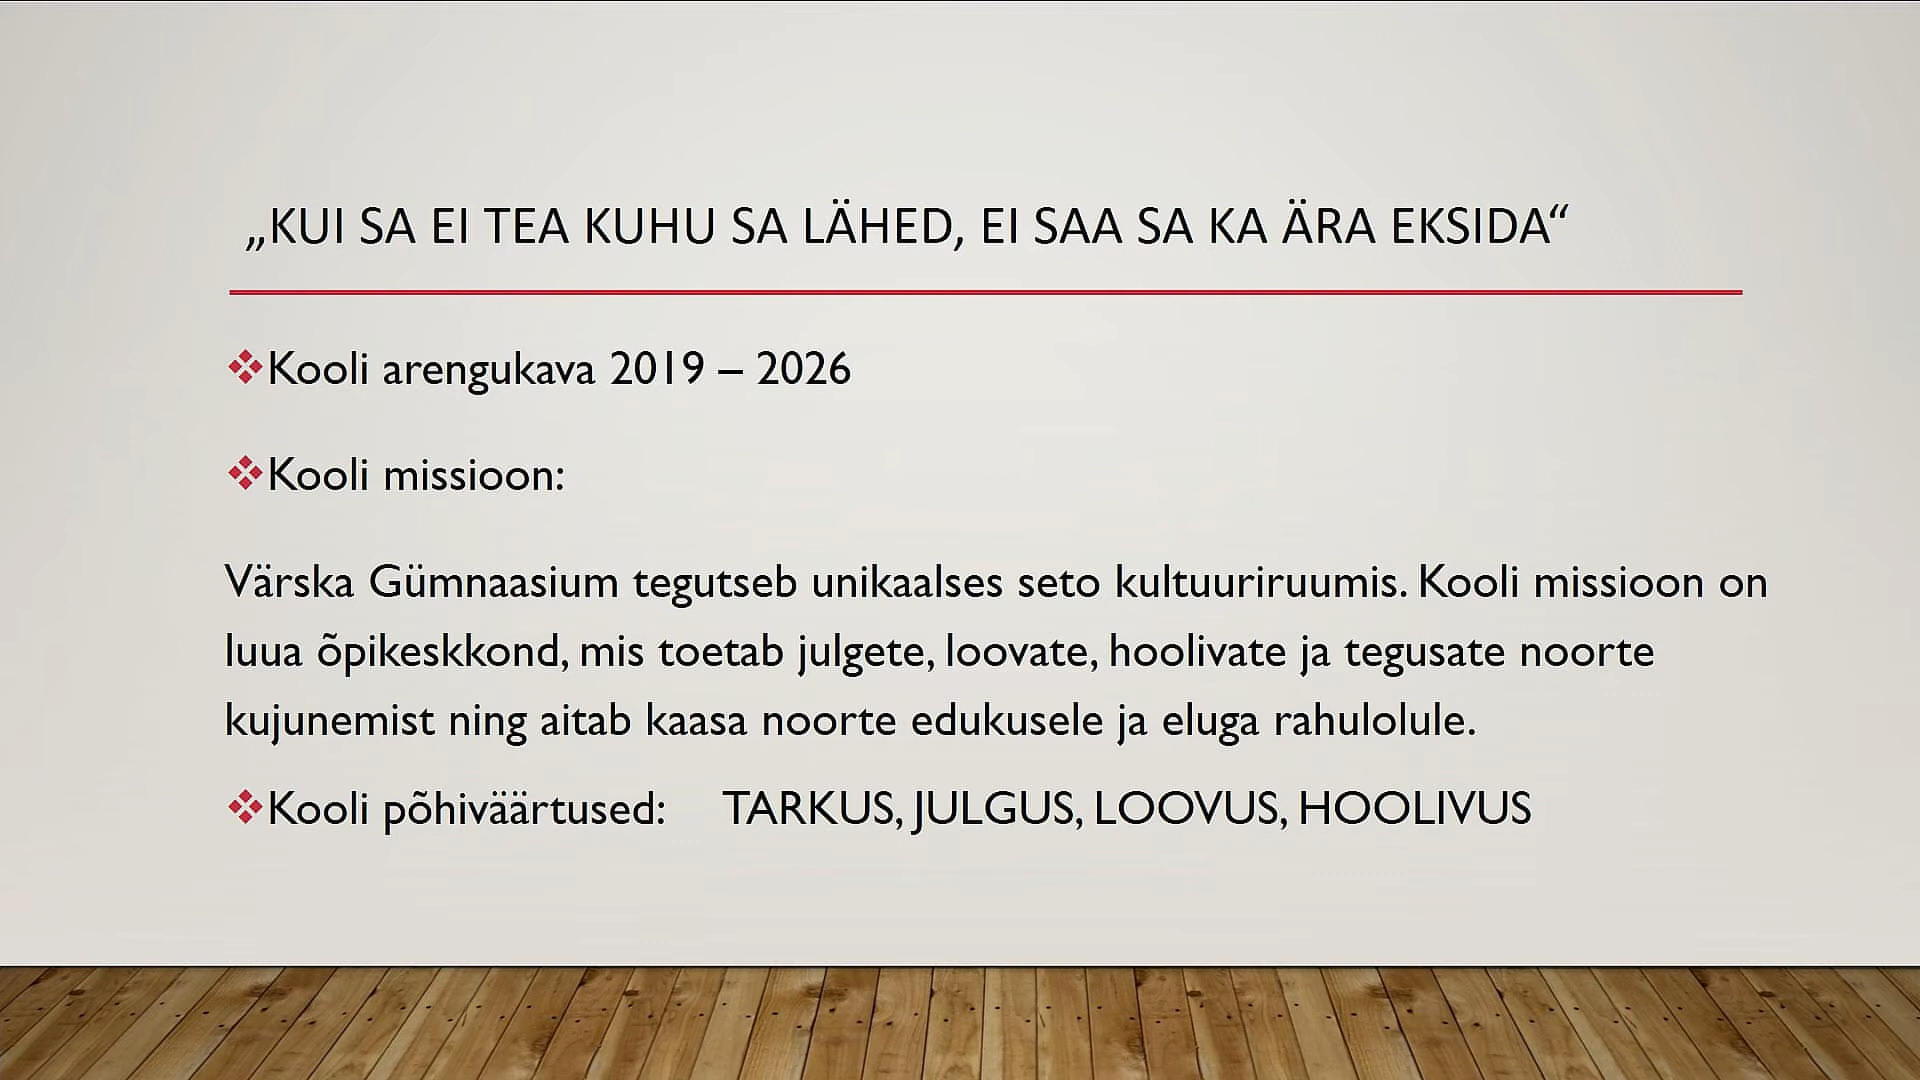 „KUI SA EI TEA KUHU SA LÄHED, EI SAA SA KA ÄRA EKSIDA“
❖Kooli arengukava 2019 – 2026
❖Kooli missioon:
Värska Gümnaasium tegutseb unikaalses seto kultuuriruumis. Kooli missioon on
luua õpikeskkond, mis toetab julgete, loovate, hoolivate ja tegusate noorte
kujunemist ning aitab kaasa noorte edukusele ja eluga rahulolule.
❖Kooli põhiväärtused: TARKUS, JULGUS, LOOVUS, HOOLIVUS